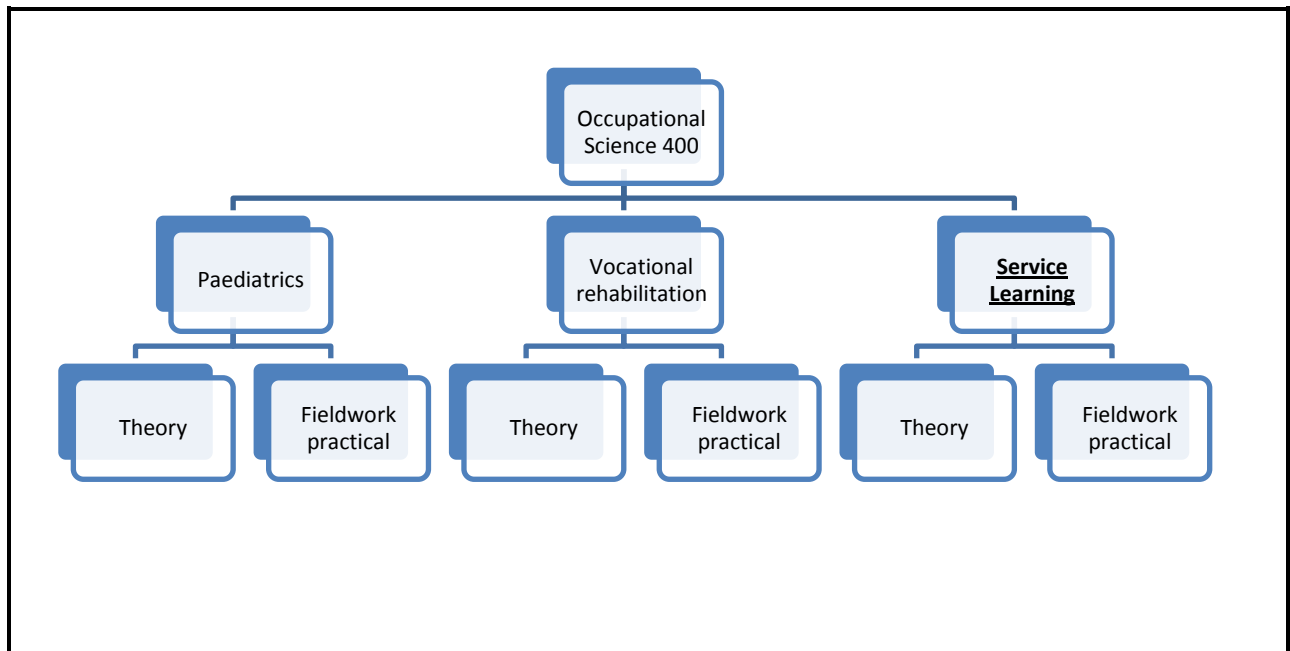 Occupational
Science 400
Paediatrics
Vocational
rehabilitation
Service
Learning
Theory
Fieldwork
practical
Theory
Fieldwork
practical
Theory
Fieldwork
practical